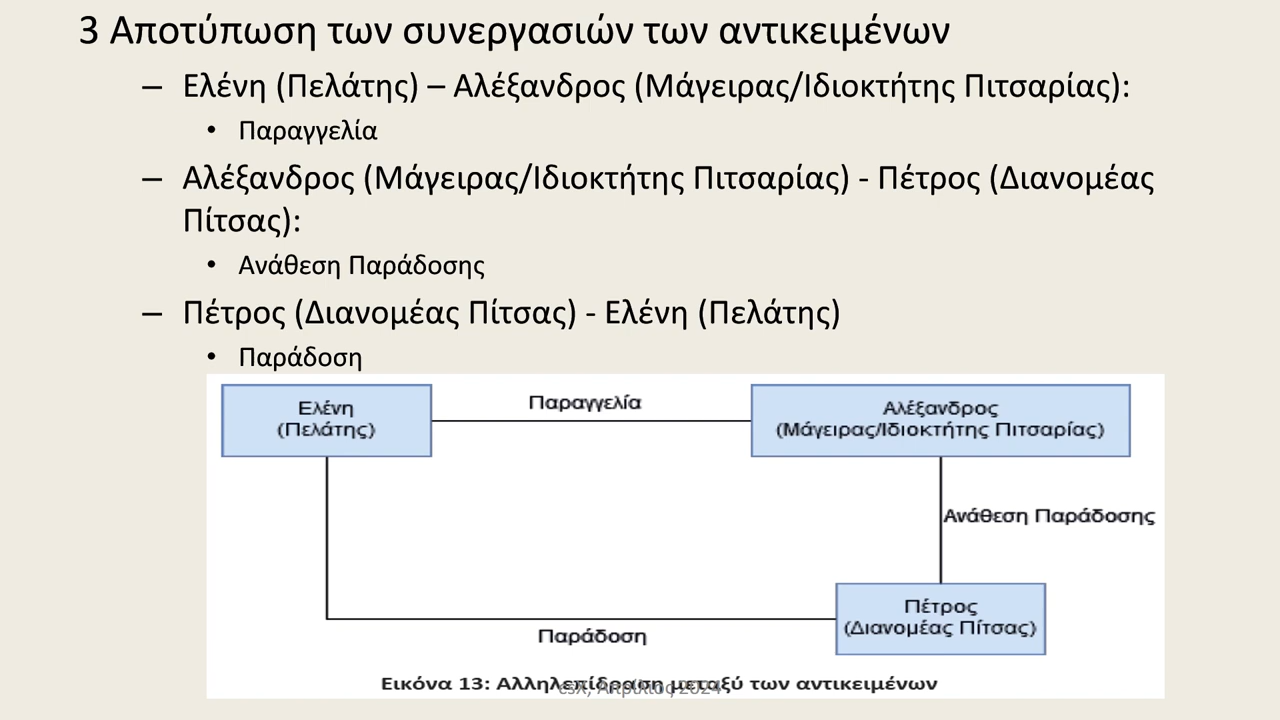 3 Αποτύπωση των συνεργασιών των αντικειμένων
– Ελένη (Πελάτης) – Αλέξανδρος (Μάγειρας/Ιδιοκτήτης Πιτσαρίας):
• Παραγγελία
– Αλέξανδρος (Μάγειρας/Ιδιοκτήτης Πιτσαρίας) - Πέτρος (Διανομέας
Πίτσας):
• Ανάθεση Παράδοσης
– Πέτρος (Διανομέας Πίτσας) - Ελένη (Πελάτης)
• Παράδοση
Ελένη
(Πελάτης)
Παραγγελία
Αλέξανδρος
(Μάγειρας/Ιδιοκτήτης Πιτσαρίας)
Ανάθεση Παράδοσης
Πέτρος
(Διανομέας Πίτσας)
Παράδοση
Εικόνα 13: Αλληλεπίδραση μεταξύ των αντικειμένων
Απρίλιος 2024